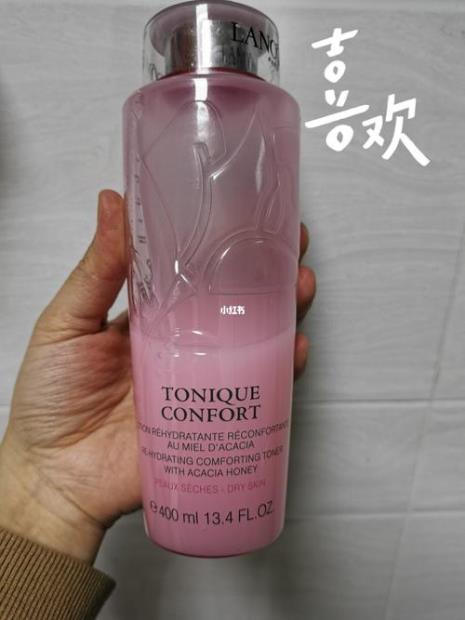 LANC
喜欢
小红书
TONIQUE
CONFORT
TION RÉHYDRATANTE RÉCONFORTANTE
AU MIEL D'ACACIA
RE-HYDRATING COMFORTING TONER
WITH ACACIA HONEY
PEAUX SÈCHES - DRY SKIN
℮400 ml 13.4 FL.OZ.